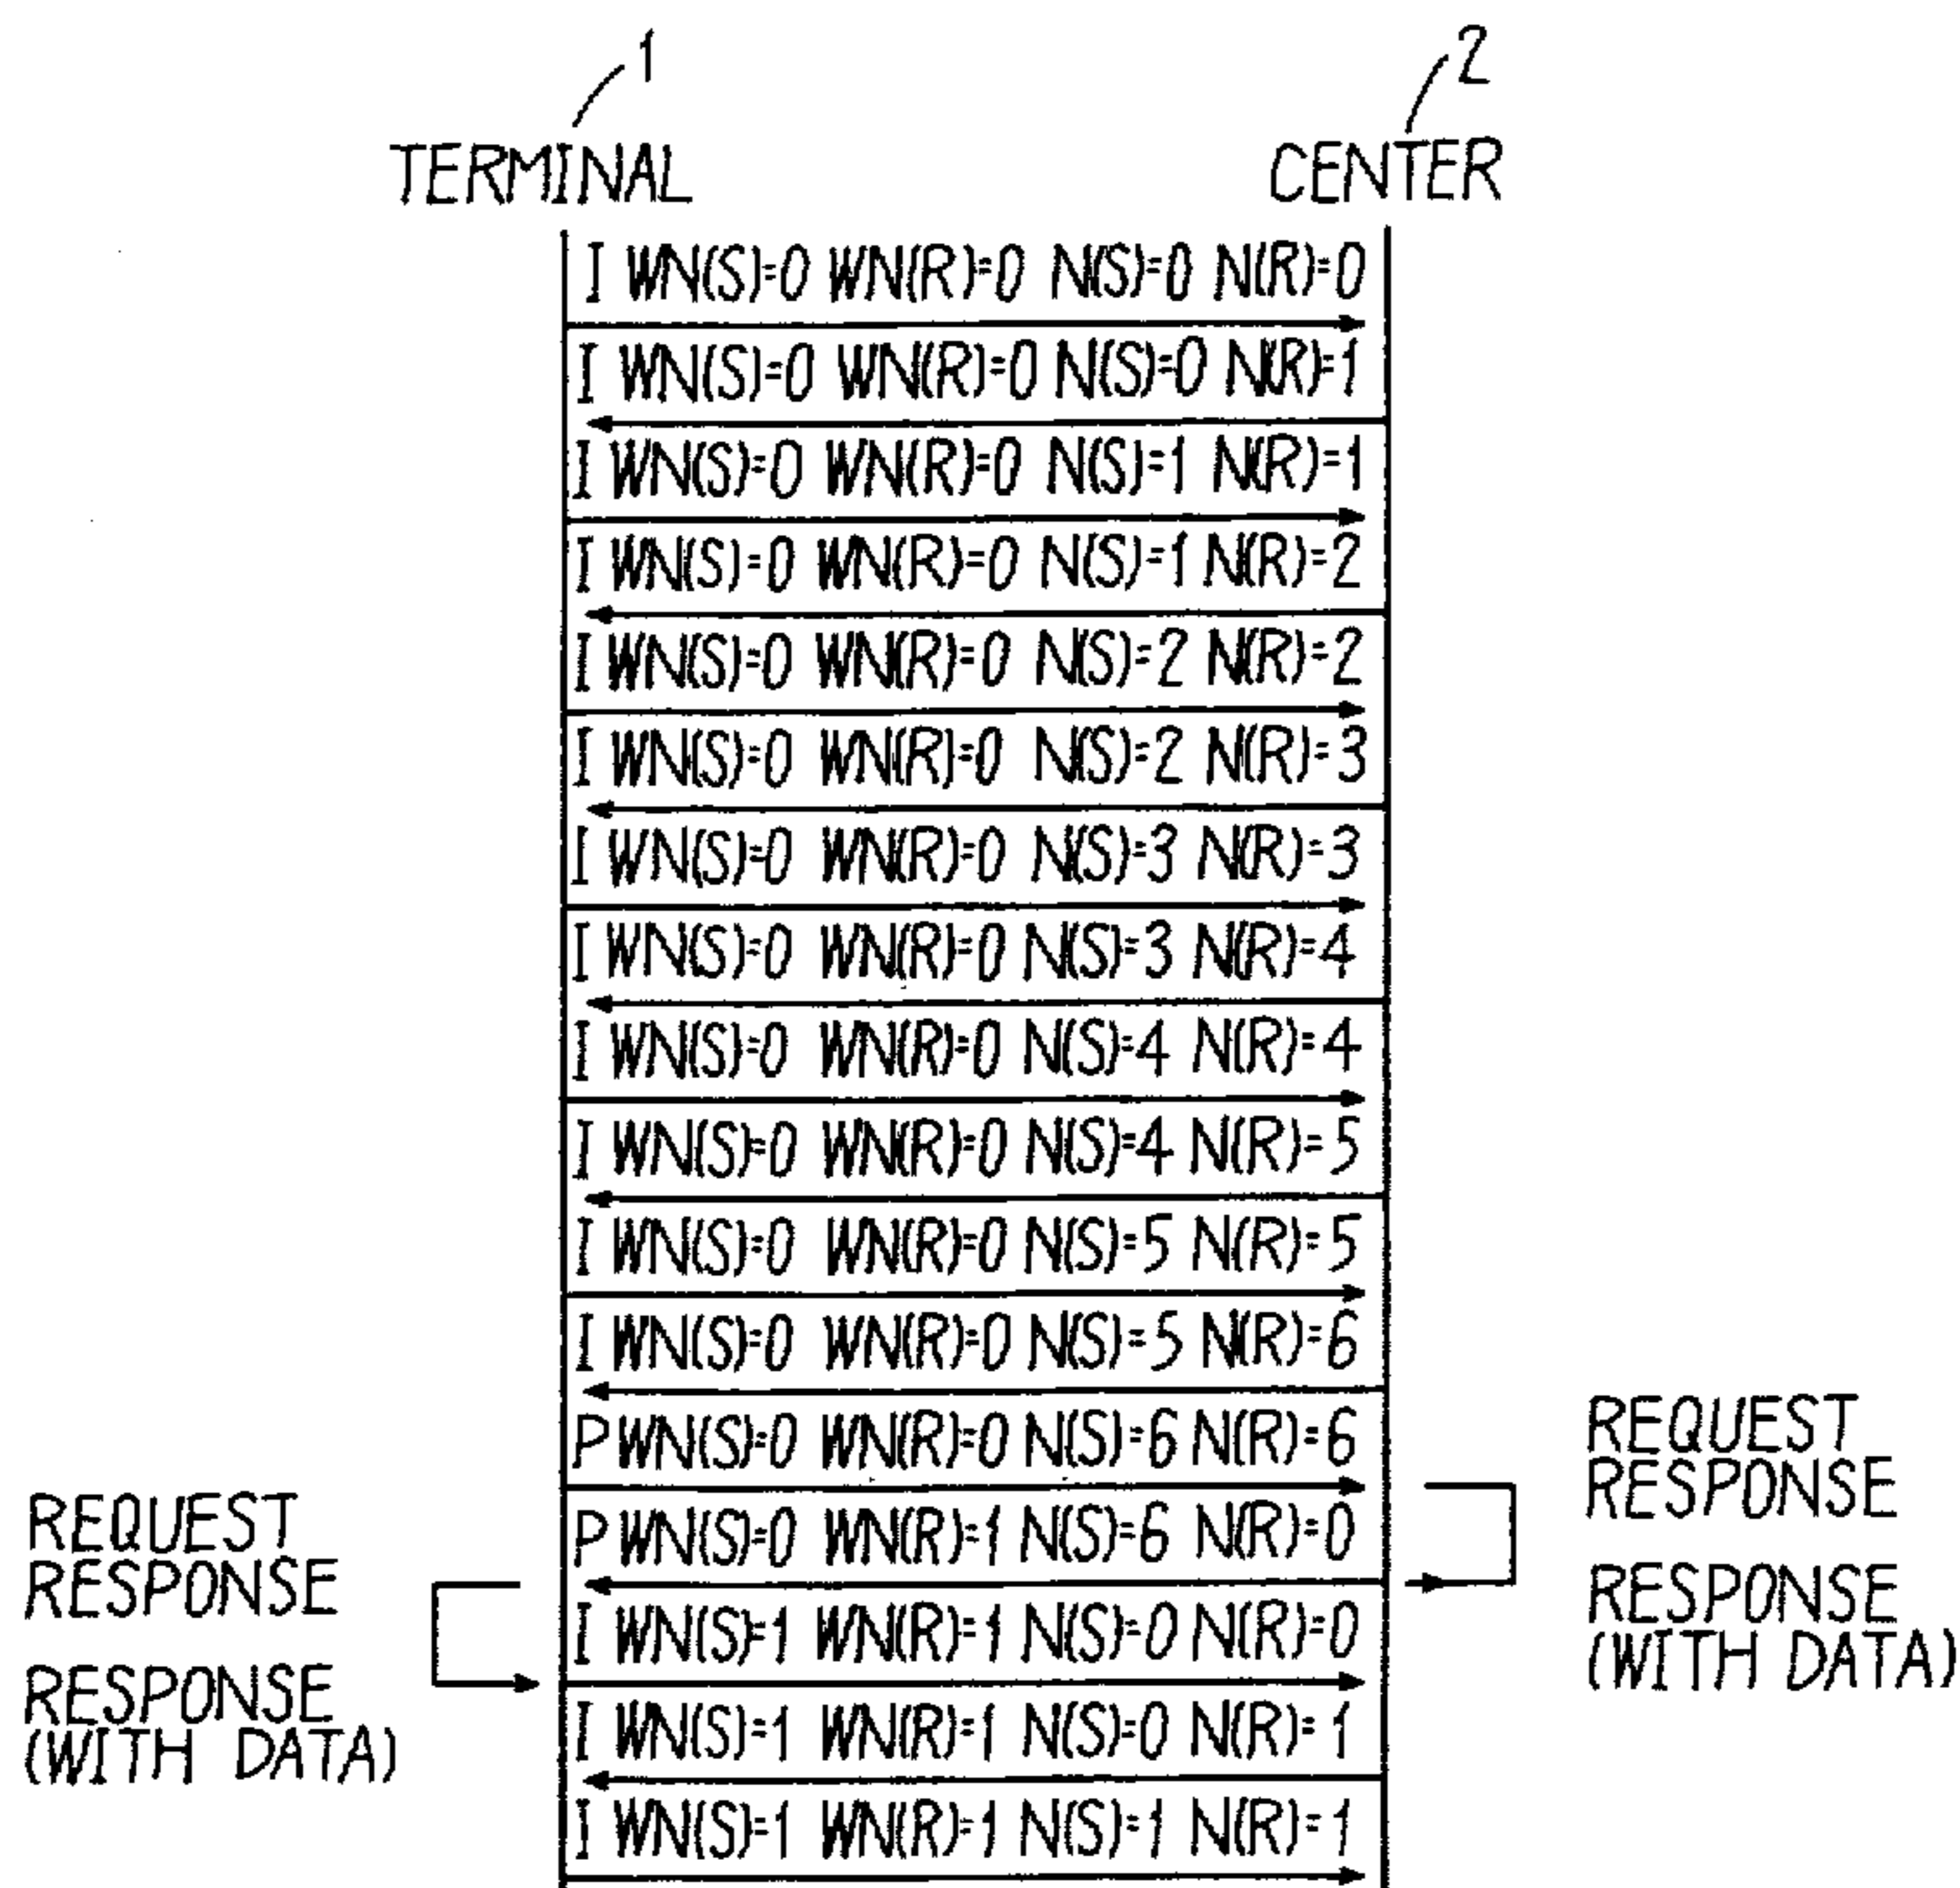 1
2
TERMINAL
CENTER
I WN(S)=0 WN(R)=0 N(S)=0 N(R)=0
I WN(S)=0 WN(R)=0 N(S)=0 N(R)=1
I WN(S)=0 WN(R)=0 N(S)=1 N(R)=1
I WN(S)=0 WN(R)=0 N(S)=1 N(R)=2
I WN(S)=0 WN(R)=0 N(S)=2 N(R)=2
I WN(S)=0 WN(R)=0 N(S)=2 N(R)=3
I WN(S)=0 WN(R)=0 N(S)=3 N(R)=3
I WN(S)=0 WN(R)=0 N(S)=3 N(R)=4
I WN(S)=0 WN(R)=0 N(S)=4 N(R)=4
I WN(S)=0 WN(R)=0 N(S)=4 N(R)=5
I WN(S)=0 WN(R)=0 N(S)=5 N(R)=5
I WN(S)=0 WN(R)=0 N(S)=5 N(R)=6
P WN(S)=0 WN(R)=0 N(S)=6 N(R)=6
P WN(S)=0 WN(R)=1 N(S)=6 N(R)=0
I WN(S)=1 WN(R)=1 N(S)=0 N(R)=0
I WN(S)=1 WN(R)=1 N(S)=0 N(R)=1
I WN(S)=1 WN(R)=1 N(S)=1 N(R)=1
REQUEST
RESPONSE
RESPONSE
(WITH DATA)
REQUEST
RESPONSE
RESPONSE
(WITH DATA)